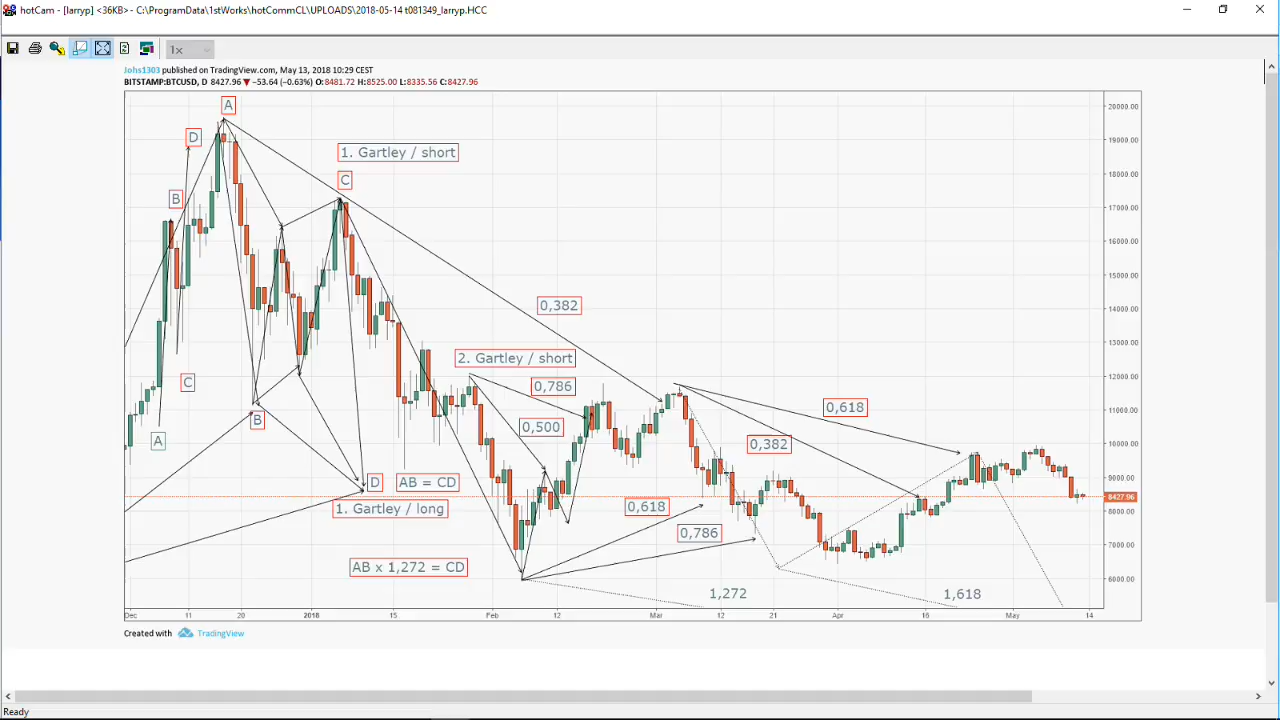 hotCam - [larryp] <36KB> - C:\ProgramData\1stWorks\hotCommCL\UPLOADS\2018-05-14 t081349_larryp.HCC
1x
Johs1303 published on TradingView.com, May 13, 2018 10:29 CEST
BITSTAMP:BTCUSD, D 8427.96 ▼ −53.64 (−0.63%) O:8481.72 H:8525.00 L:8335.56 C:8427.96
A
20000.00
D
19000.00
1. Gartley / short
18000.00
C
B
17000.00
16000.00
15000.00
0,382
14000.00
13000.00
2. Gartley / short
C
0,786
12000.00
0,618
11000.00
B
0,500
A
0,382
10000.00
9000.00
D
AB = CD
8427.96
1. Gartley / long
0,618
8000.00
0,786
7000.00
AB x 1,272 = CD
6000.00
1,272
1,618
Dec
11
20
2018
15
Feb
12
Mar
12
21
Apr
16
May
14
Created with TradingView
Ready